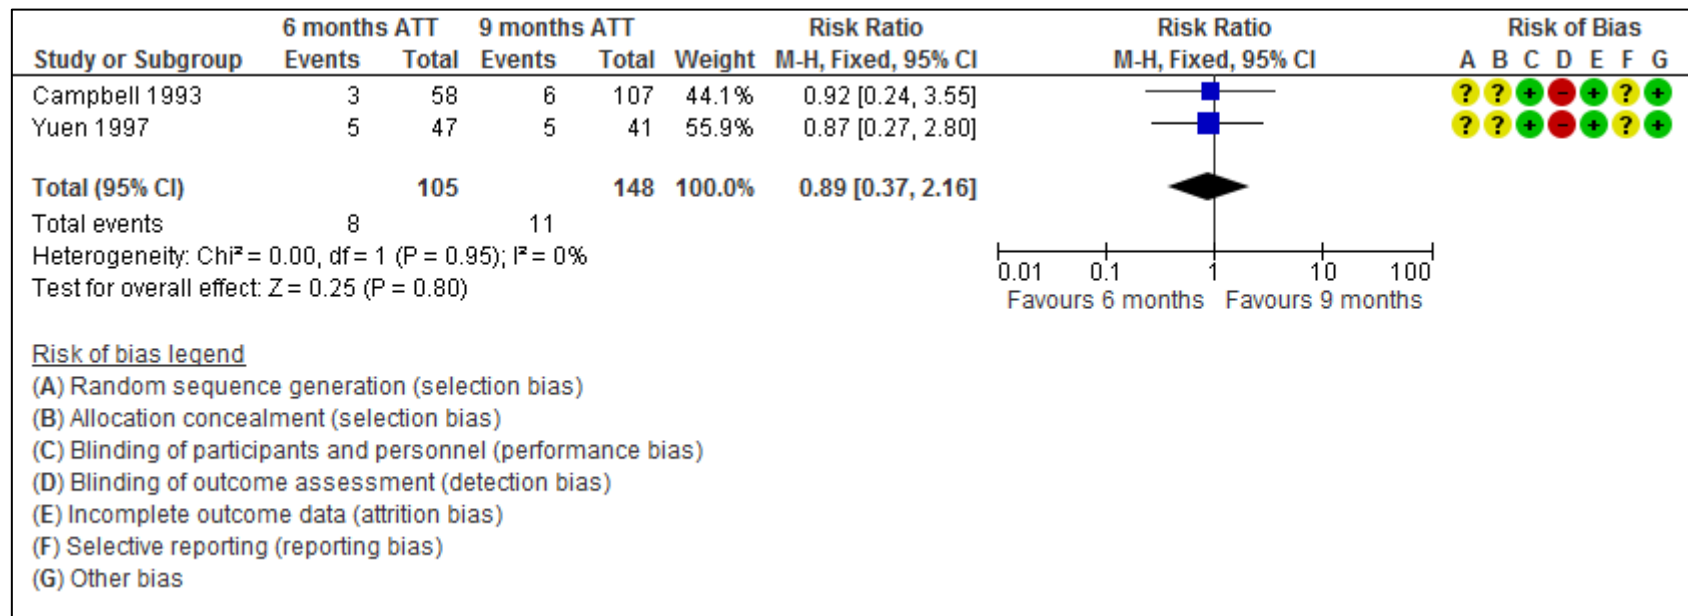 6 months ATT 9 months ATT Risk Ratio Risk Ratio Risk of Bias
Study or Subgroup Events Total Events Total Weight M-H, Fixed, 95% CI M-H, Fixed, 95% CI A B C D E F G
Campbell 1993 3 58 6 107 44.1% 0.92 [0.24, 3.55] ? ? + - + ? +
Yuen 1997 5 47 5 41 55.9% 0.87 [0.27, 2.80] ? ? + - + ? +
Total (95% CI) 105 148 100.0% 0.89 [0.37, 2.16]
Total events 8 11
Heterogeneity: Chi² = 0.00, df = 1 (P = 0.95); I² = 0%
Test for overall effect: Z = 0.25 (P = 0.80)
0.01 0.1 1 10 100
Favours 6 months Favours 9 months
Risk of bias legend
(A) Random sequence generation (selection bias)
(B) Allocation concealment (selection bias)
(C) Blinding of participants and personnel (performance bias)
(D) Blinding of outcome assessment (detection bias)
(E) Incomplete outcome data (attrition bias)
(F) Selective reporting (reporting bias)
(G) Other bias